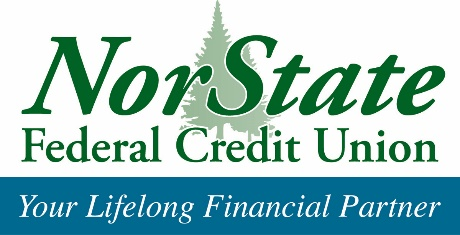 NorState
Federal Credit Union
Your Lifelong Financial Partner